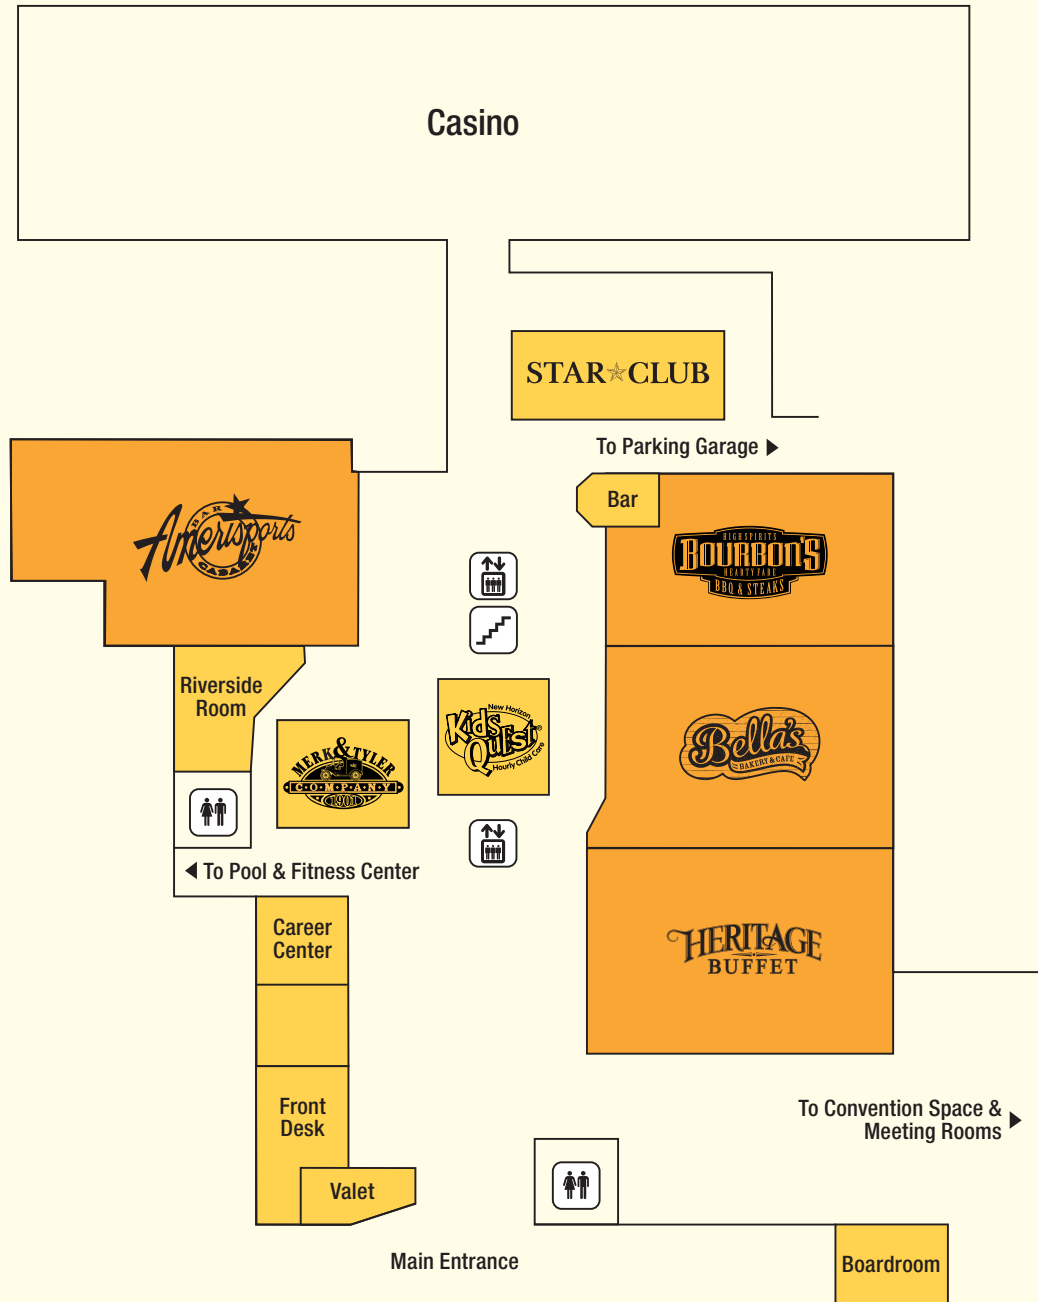 Casino
STAR★CLUB
To Parking Garage ▶
Bar
BAR
Amerisports
CABARET
HIGH SPIRITS
BOURBON'S
HEARTY FARE
BBQ & STEAKS
Riverside
Room
New Horizon
Kids
Quest®
Hourly Child Care
MERK & TYLER
C·O·M·P·A·N·Y
1901
Bella's
BAKERY & CAFE
◀ To Pool & Fitness Center
Career
Center
HERITAGE
BUFFET
Front
Desk
To Convention Space &
Meeting Rooms ▶
Valet
Main Entrance
Boardroom